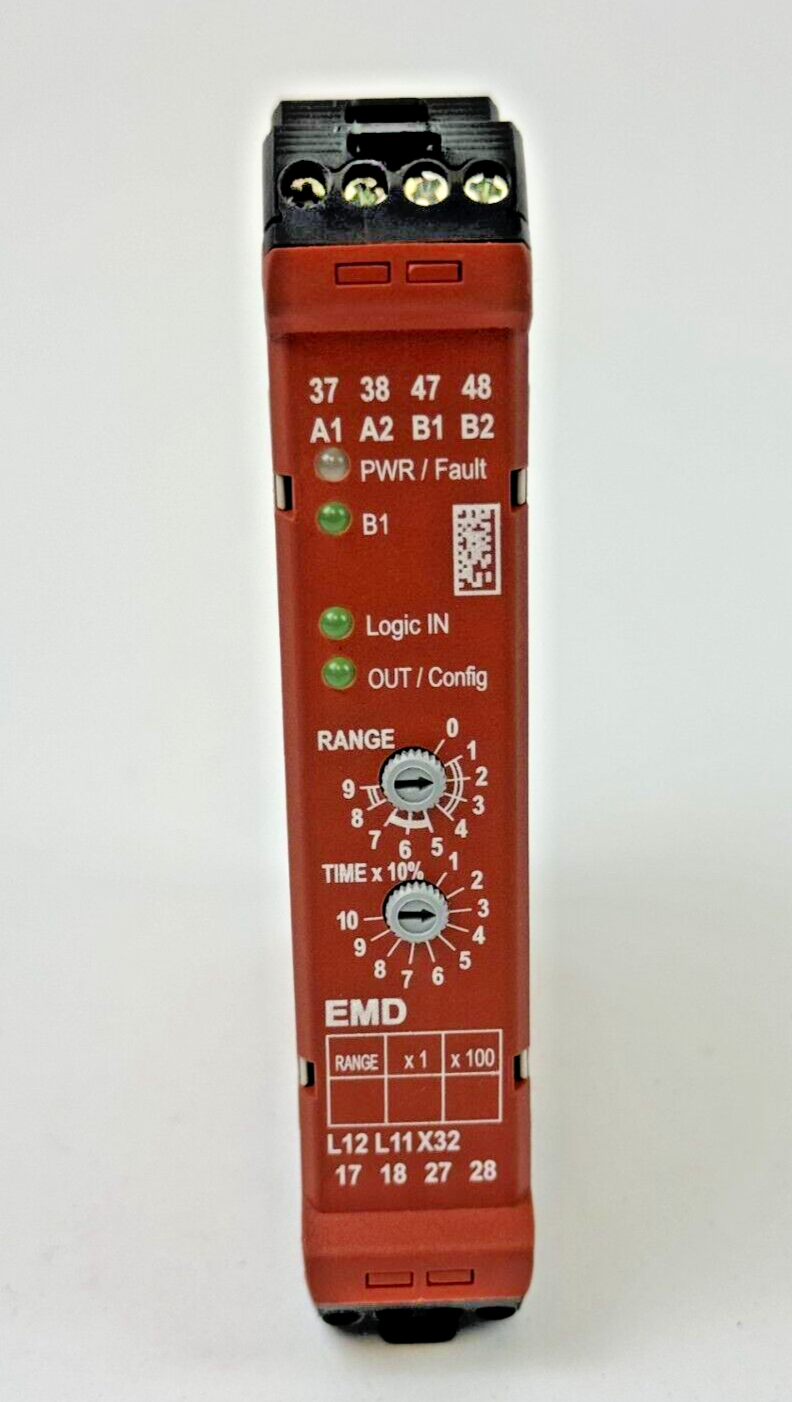 37 38 47 48
A1 A2 B1 B2
PWR / Fault
B1
Logic IN
OUT / Config
RANGE
0
1
2
3
4
5
6
7
8
9
TIME x 10%
1
2
3
4
5
6
7
8
9
10
EMD
RANGE x 1 x 100
L12 L11 X32
17 18 27 28